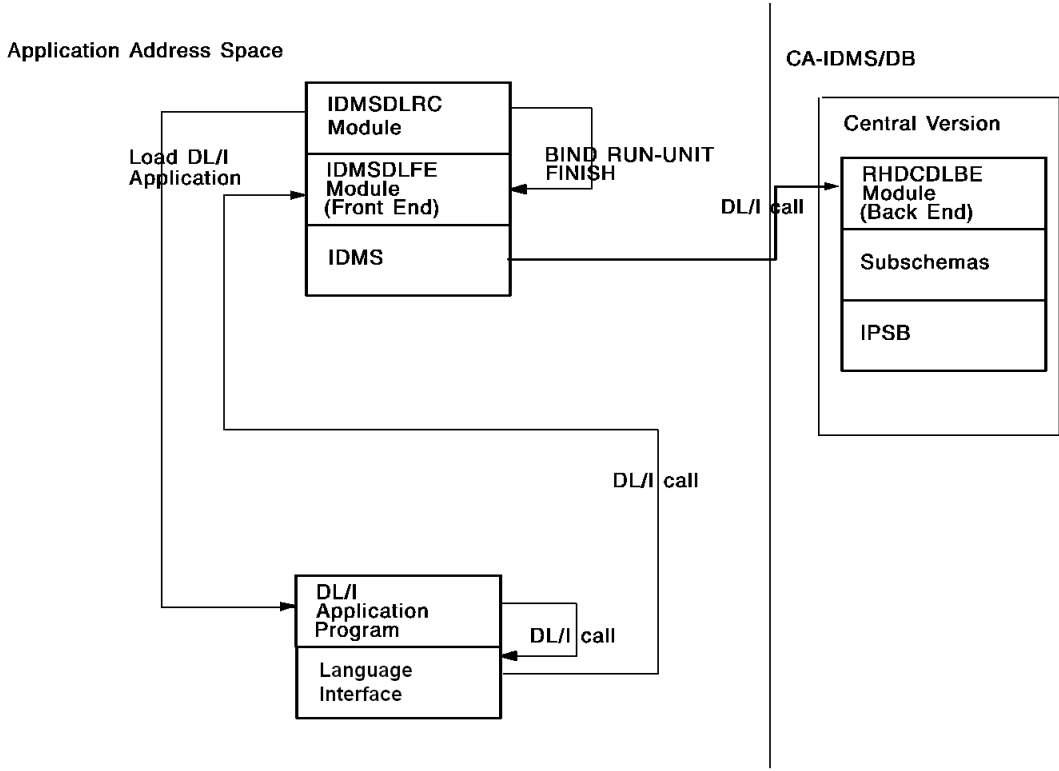 Application Address Space
CA-IDMS/DB
IDMSDLRC
Module
Central Version
Load DL/I
Application
BIND RUN-UNIT
FINISH
IDMSDLFE
Module
(Front End)
DL/I call
RHDCDLBE
Module
(Back End)
IDMS
Subschemas
IPSB
DL/I call
DL/I
Application
Program
DL/I call
Language
Interface